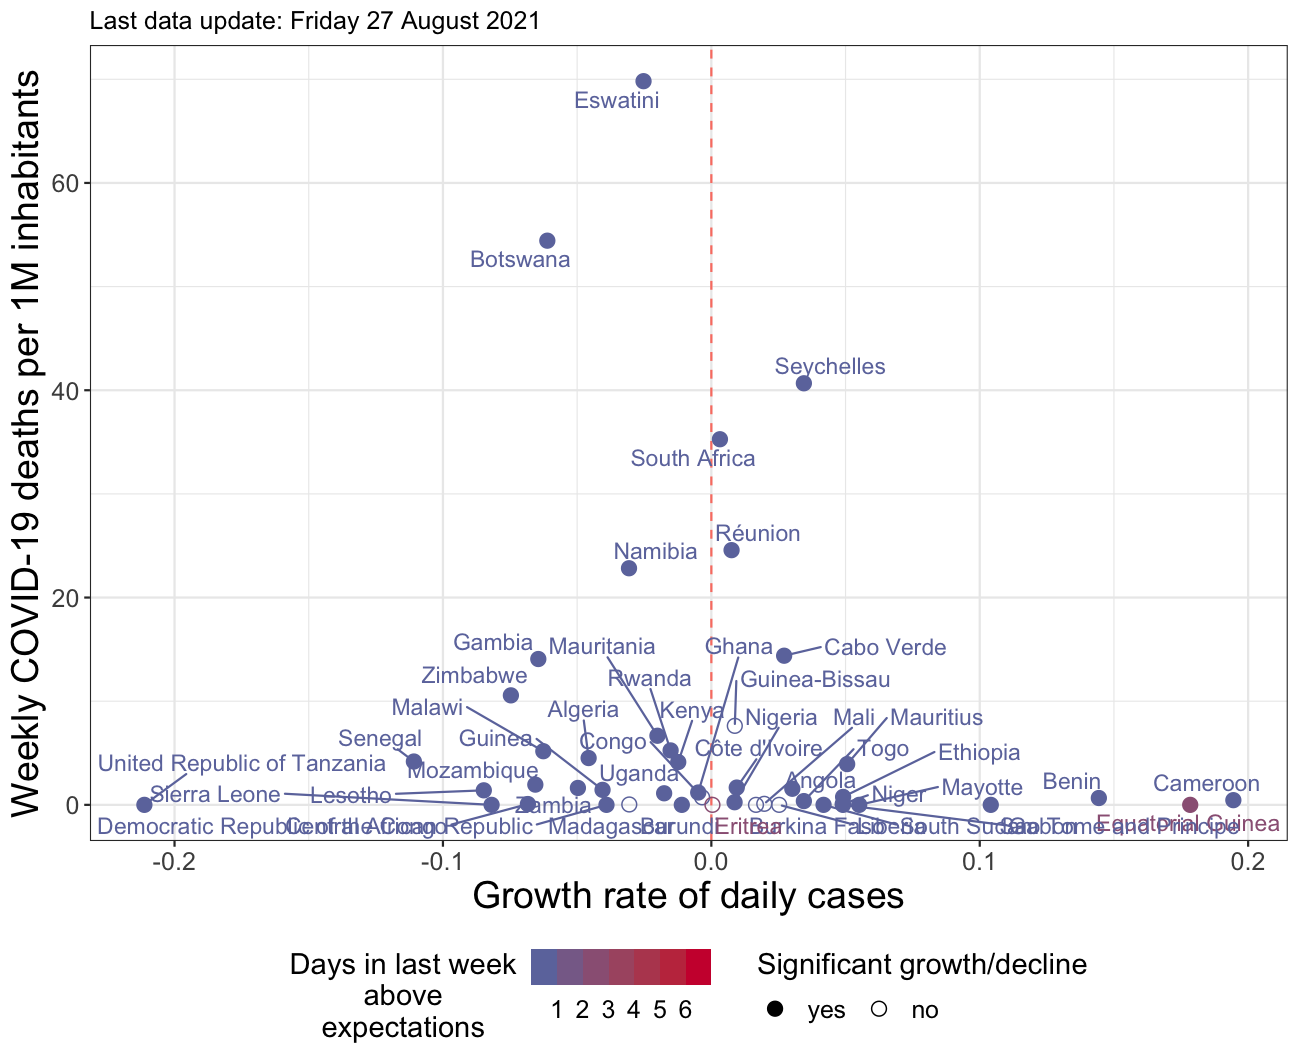 Last data update: Friday 27 August 2021
Weekly COVID-19 deaths per 1M inhabitants
60
40
20
0
Eswatini
Botswana
Seychelles
South Africa
Réunion
Namibia
Gambia
Mauritania
Ghana
Cabo Verde
Zimbabwe
Rwanda
Guinea-Bissau
Malawi
Algeria
Kenya
Nigeria
Mali
Mauritius
Senegal
Guinea
Congo
Côte d'Ivoire
Togo
Ethiopia
United Republic of Tanzania
Mozambique
Uganda
Angola
Benin
Cameroon
Sierra Leone
Lesotho
Zambia
Niger
Mayotte
Democratic Republic of the Congo
Central African Republic
Madagascar
Burundi
Eritrea
Burkina Faso
Liberia
South Sudan
Gabon
Sao Tome and Principe
Equatorial Guinea
-0.2
-0.1
0.0
0.1
0.2
Growth rate of daily cases
Days in last week
above
expectations
1 2 3 4 5 6
Significant growth/decline
yes no